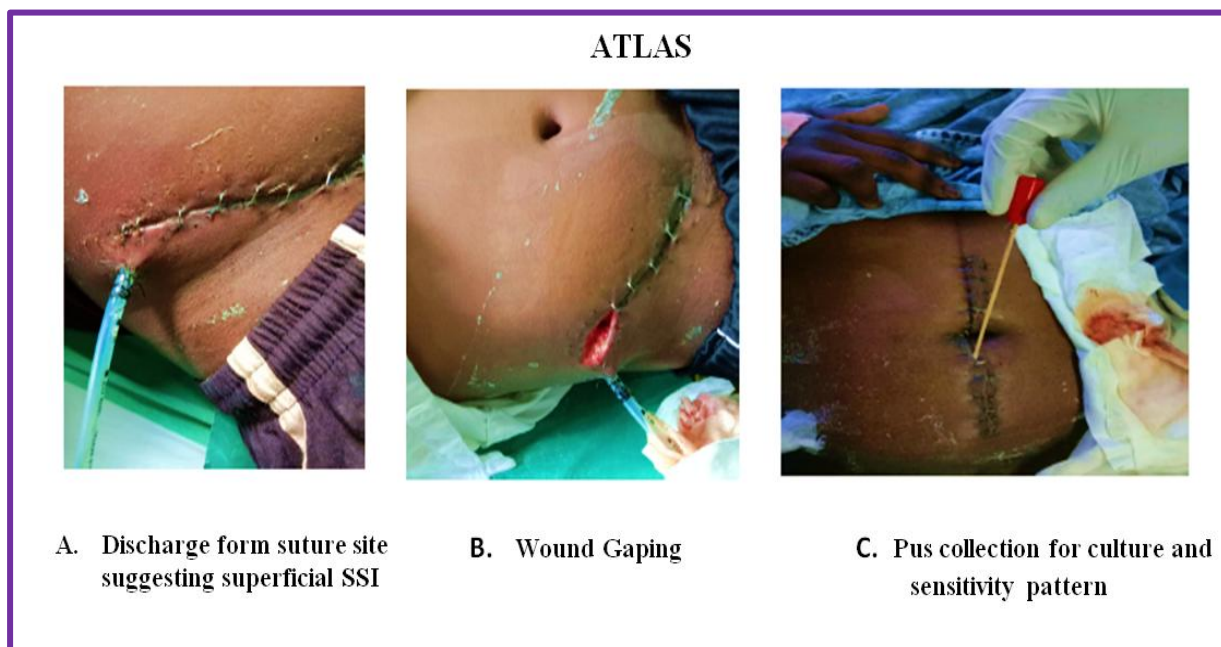 ATLAS
A. Discharge form suture site
suggesting superficial SSI
B. Wound Gaping
C. Pus collection for culture and
sensitivity pattern